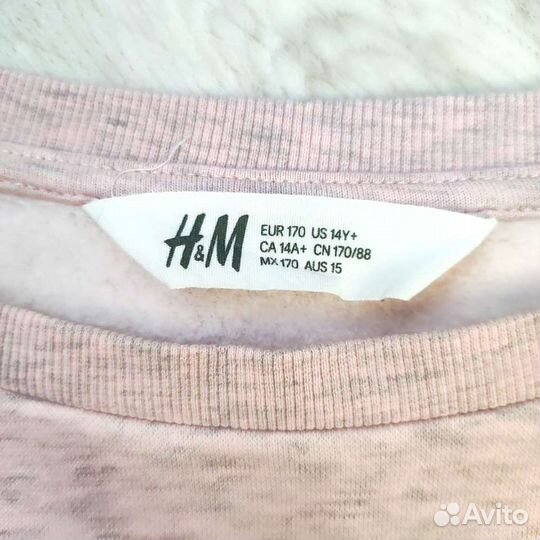 H&M
EUR 170 US 14Y+
CA 14A+ CN 170/88
MX 170 AUS 15
Avito